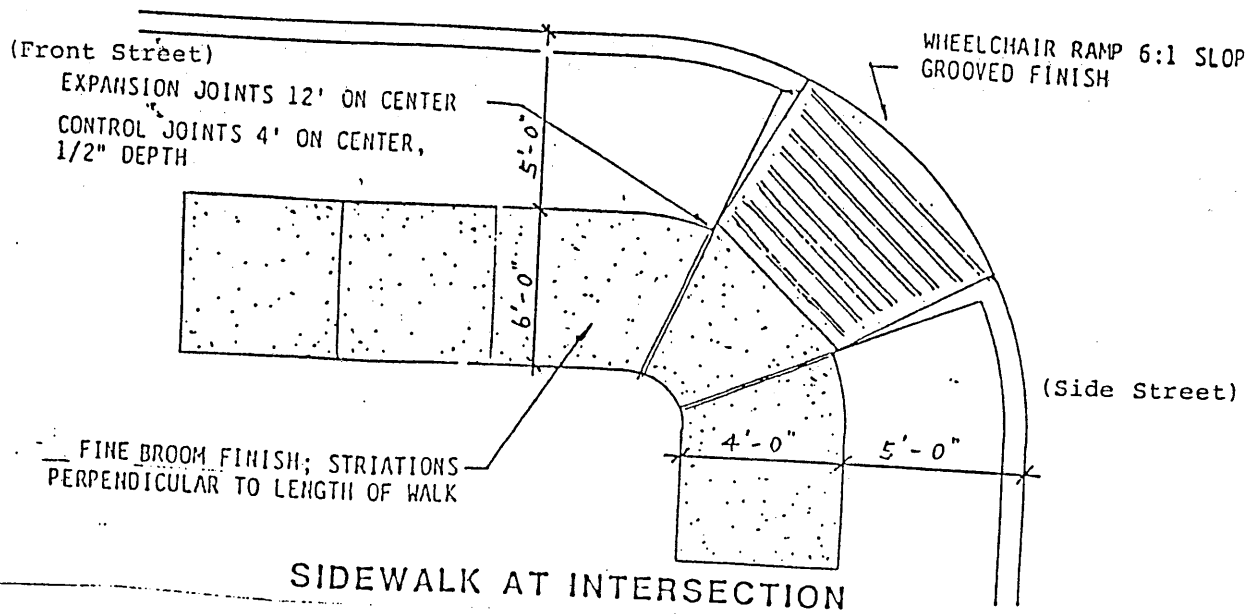 (Front Street)
WHEELCHAIR RAMP 6:1 SLOP
GROOVED FINISH
EXPANSION JOINTS 12' ON CENTER
CONTROL JOINTS 4' ON CENTER,
1/2" DEPTH
5'-0"
6'-0"
(Side Street)
4'-0"
5'-0"
FINE BROOM FINISH; STRIATIONS
PERPENDICULAR TO LENGTH OF WALK
SIDEWALK AT INTERSECTION